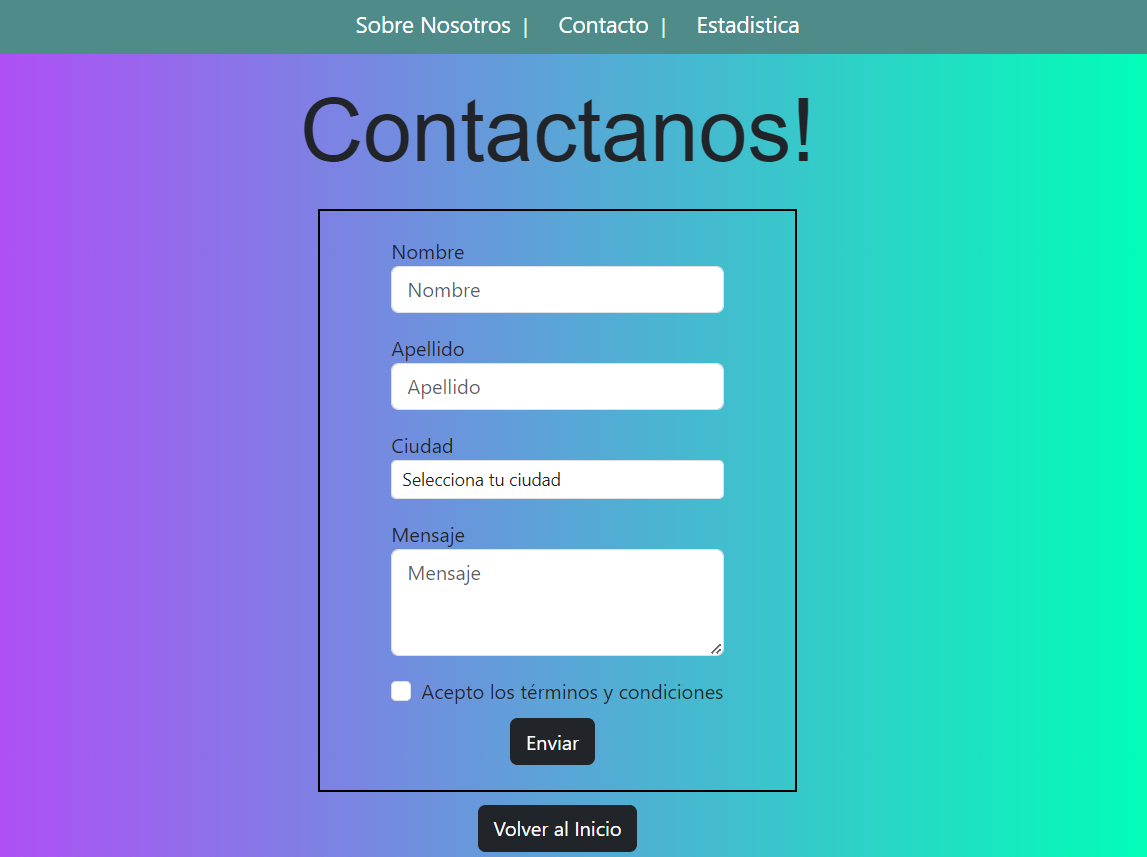 Sobre Nosotros | Contacto | Estadistica
Contactanos!
Nombre
Nombre
Apellido
Apellido
Ciudad
Selecciona tu ciudad
Mensaje
Mensaje
Acepto los términos y condiciones
Enviar
Volver al Inicio